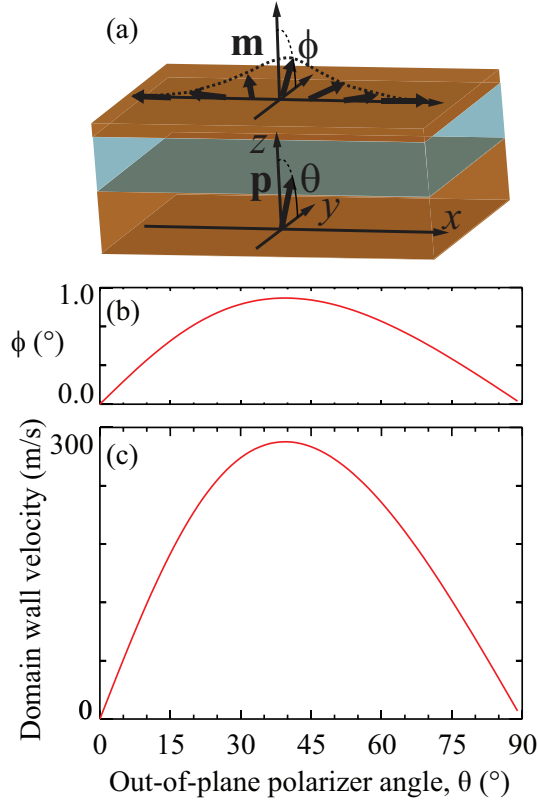 (a)
m
ϕ
z
p
θ
y
x
(b)
1.0
ϕ (°)
0.0
(c)
300
Domain wall velocity (m/s)
0
0 15 30 45 60 75 90
Out-of-plane polarizer angle, θ (°)